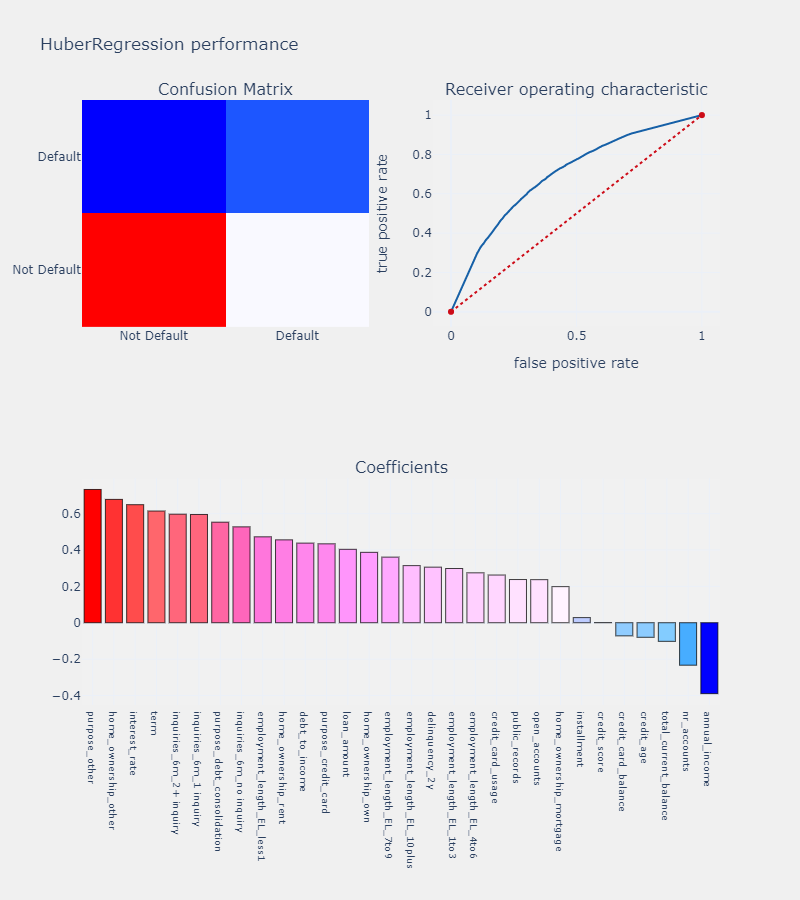 HuberRegression performance
Confusion Matrix
Default
Not Default
Not Default
Default
Receiver operating characteristic
true positive rate
1
0.8
0.6
0.4
0.2
0
0
0.5
1
false positive rate
Coefficients
0.6
0.4
0.2
0
−0.2
−0.4
purpose_other
home_ownership_other
interest_rate
term
inquiries_6m_2+ inquiry
inquiries_6m_1 inquiry
purpose_debt_consolidation
inquiries_6m_no inquiry
employment_length_EL_less1
home_ownership_rent
debt_to_income
purpose_credit_card
loan_amount
home_ownership_own
employment_length_EL_7to9
employment_length_EL_10plus
delinquency_2y
employment_length_EL_1to3
employment_length_EL_4to6
credit_card_usage
public_records
open_accounts
home_ownership_mortgage
installment
credit_score
credit_card_balance
credit_age
total_current_balance
nr_accounts
annual_income